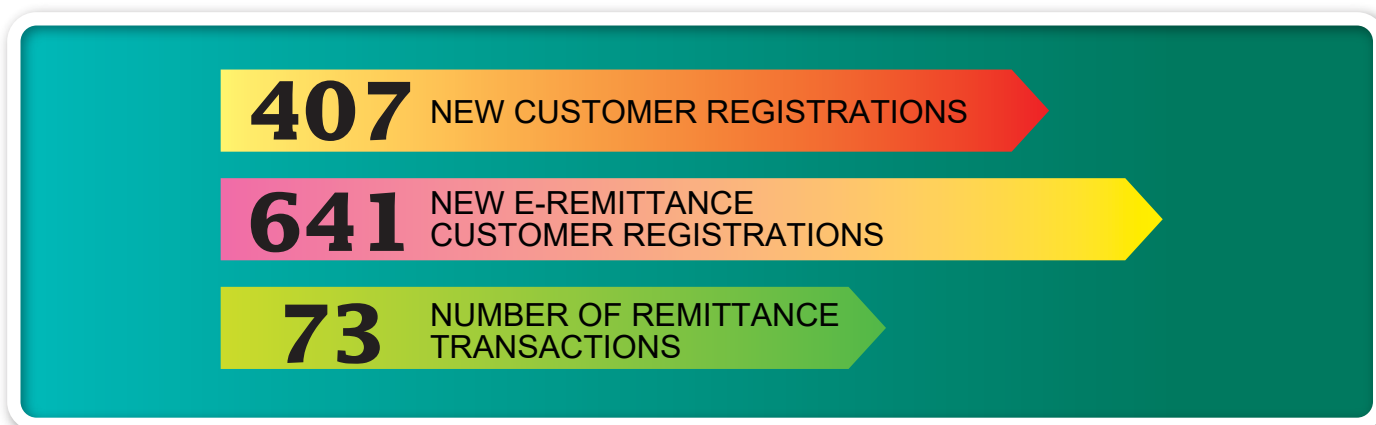 407 NEW CUSTOMER REGISTRATIONS
641 NEW E-REMITTANCE
CUSTOMER REGISTRATIONS
73 NUMBER OF REMITTANCE
TRANSACTIONS